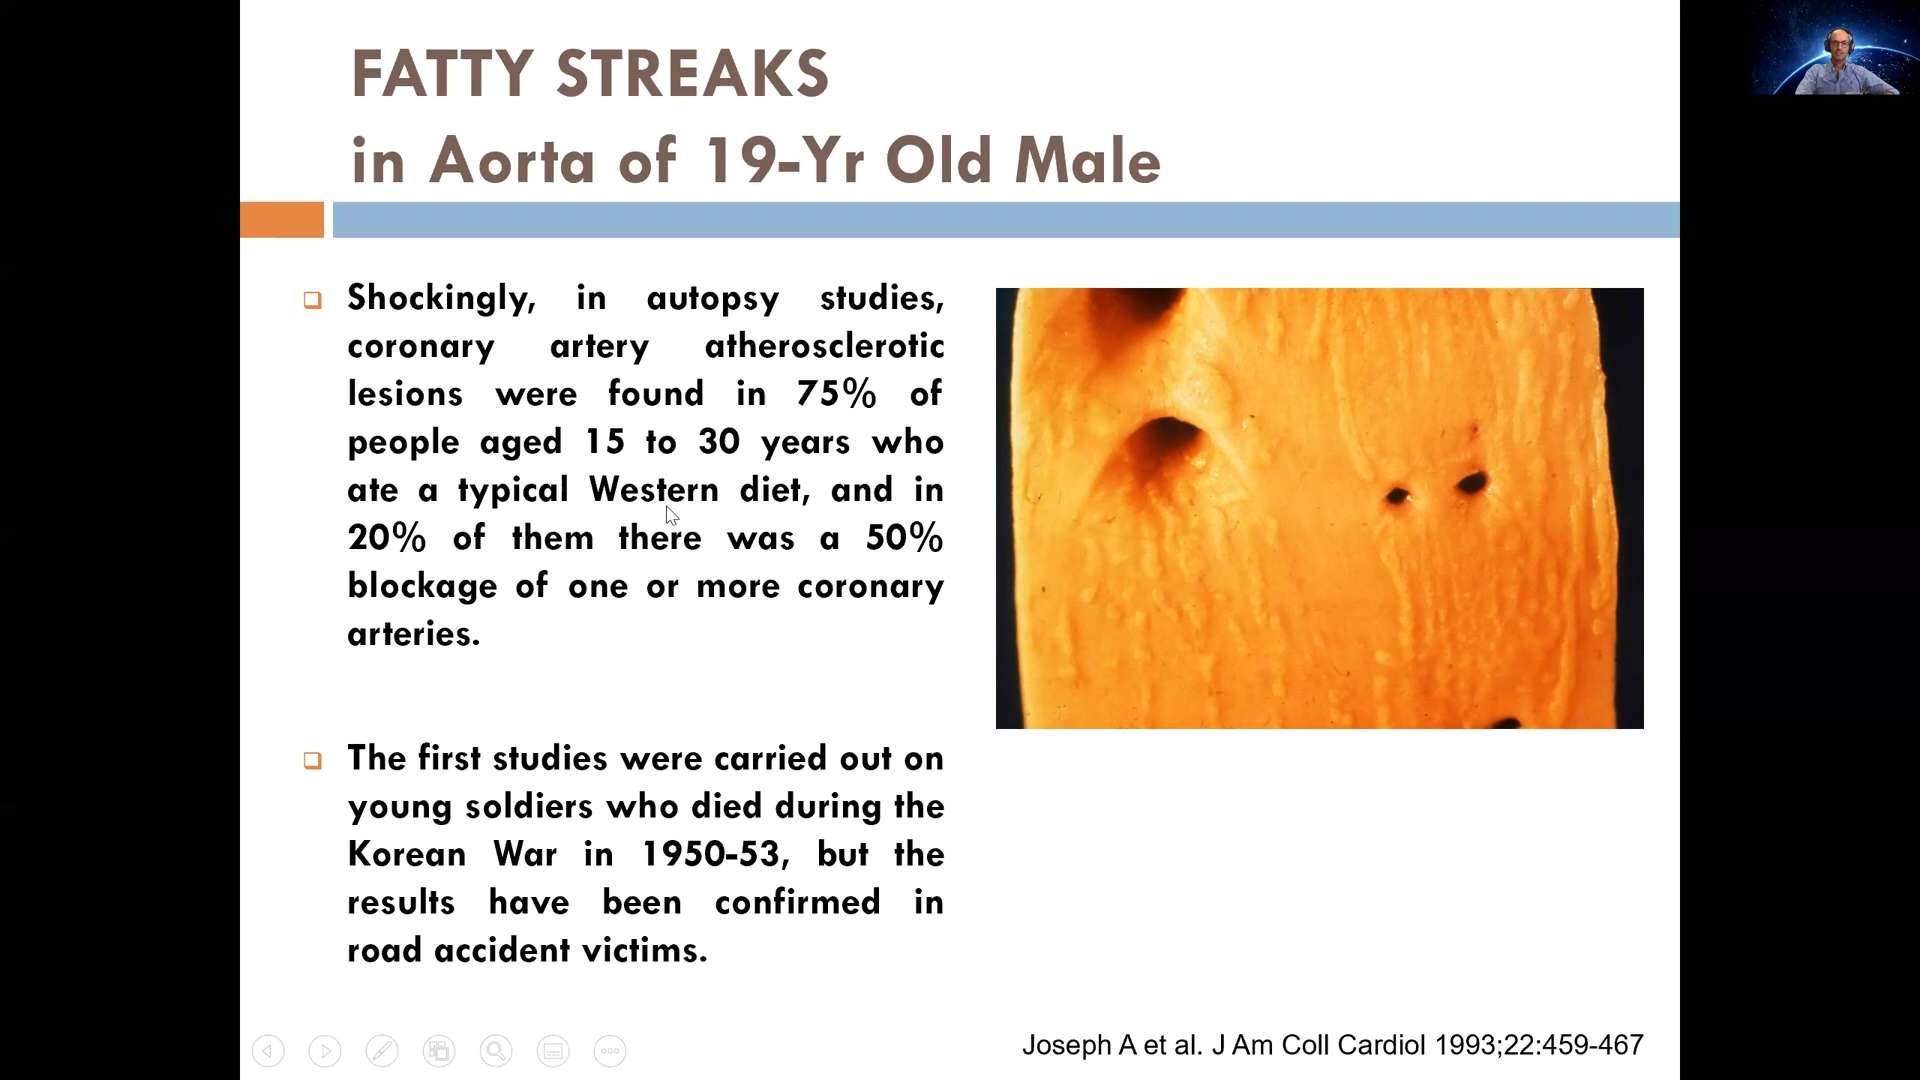 FATTY STREAKS
in Aorta of 19-Yr Old Male
Shockingly, in autopsy studies,
coronary artery atherosclerotic
lesions were found in 75% of
people aged 15 to 30 years who
ate a typical Western diet, and in
20% of them there was a 50%
blockage of one or more coronary
arteries.
The first studies were carried out on
young soldiers who died during the
Korean War in 1950-53, but the
results have been confirmed in
road accident victims.
Joseph A et al. J Am Coll Cardiol 1993;22:459-467